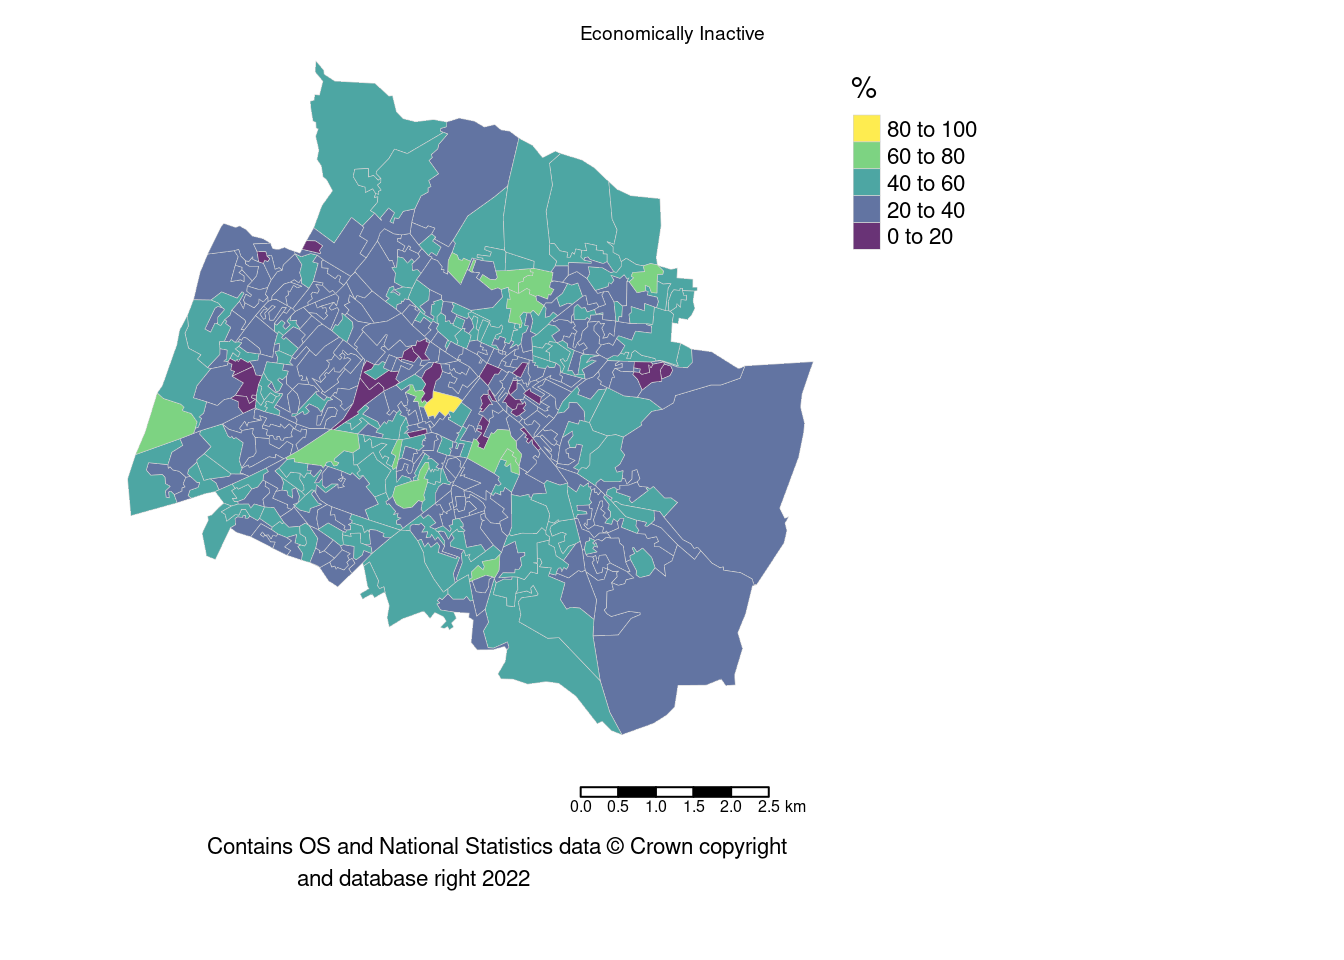 Economically Inactive
%
80 to 100
60 to 80
40 to 60
20 to 40
0 to 20
0.0 0.5 1.0 1.5 2.0 2.5 km
Contains OS and National Statistics data © Crown copyright
and database right 2022